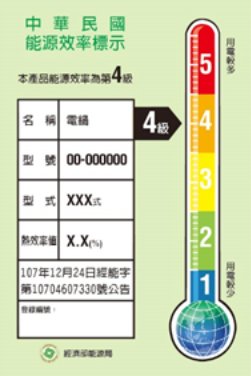 中華民國
能源效率標示
本產品能源效率為第4級
名 稱 電鍋
4級
型 號 00-000000
型 式 XXX式
熱效率值 X.X(%)
107年12月24日經能字
第10704607330號公告
登錄編號：
經濟部能源局
用電較多
5
4
3
2
1
用電較少